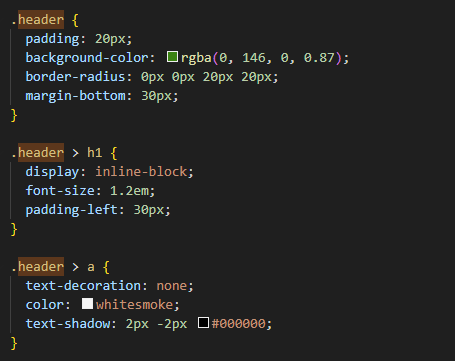 .header {
padding: 20px;
background-color: rgba(0, 146, 0, 0.87);
border-radius: 0px 0px 20px 20px;
margin-bottom: 30px;
}
.header > h1 {
display: inline-block;
font-size: 1.2em;
padding-left: 30px;
}
.header > a {
text-decoration: none;
color: whitesmoke;
text-shadow: 2px -2px #000000;
}